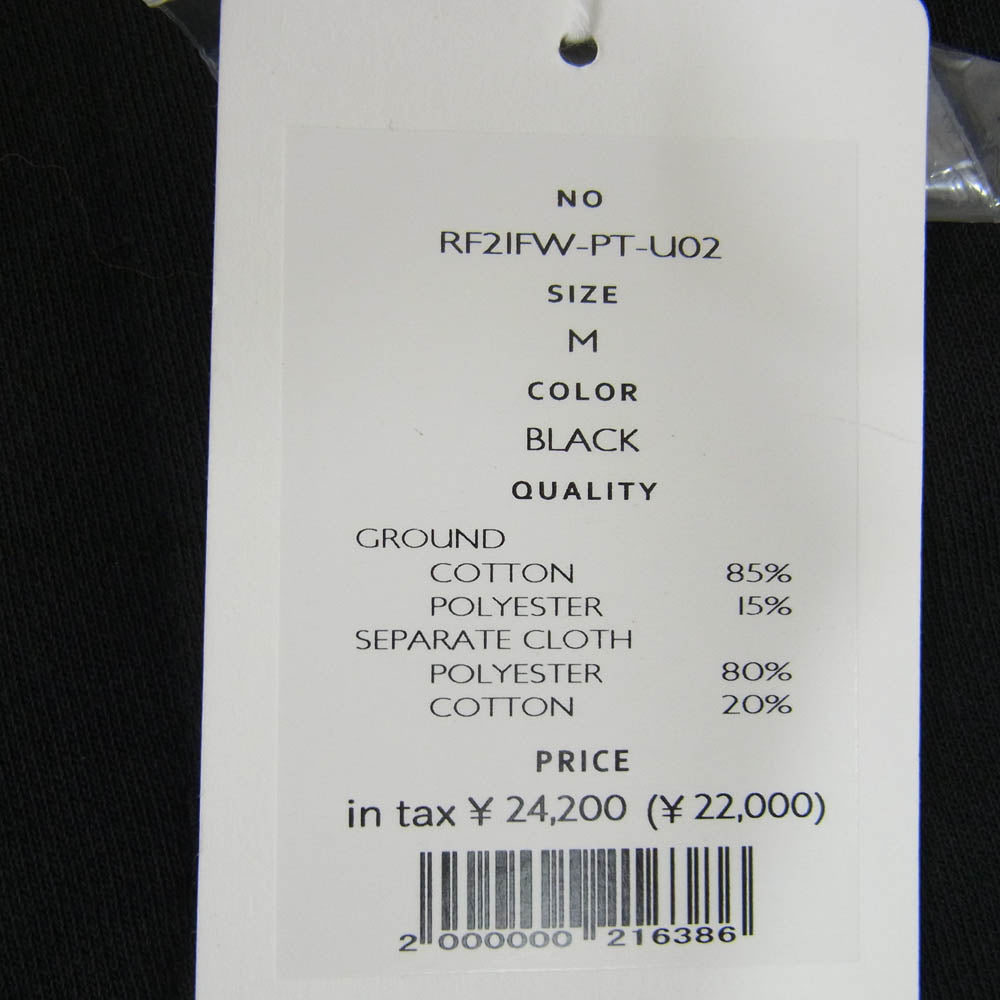 NO
RF21FW-PT-U02
SIZE
M
COLOR
BLACK
QUALITY
GROUND
COTTON 85%
POLYESTER 15%
SEPARATE CLOTH
POLYESTER 80%
COTTON 20%
PRICE
in tax ¥ 24,200 (¥ 22,000)
2 000000 216386